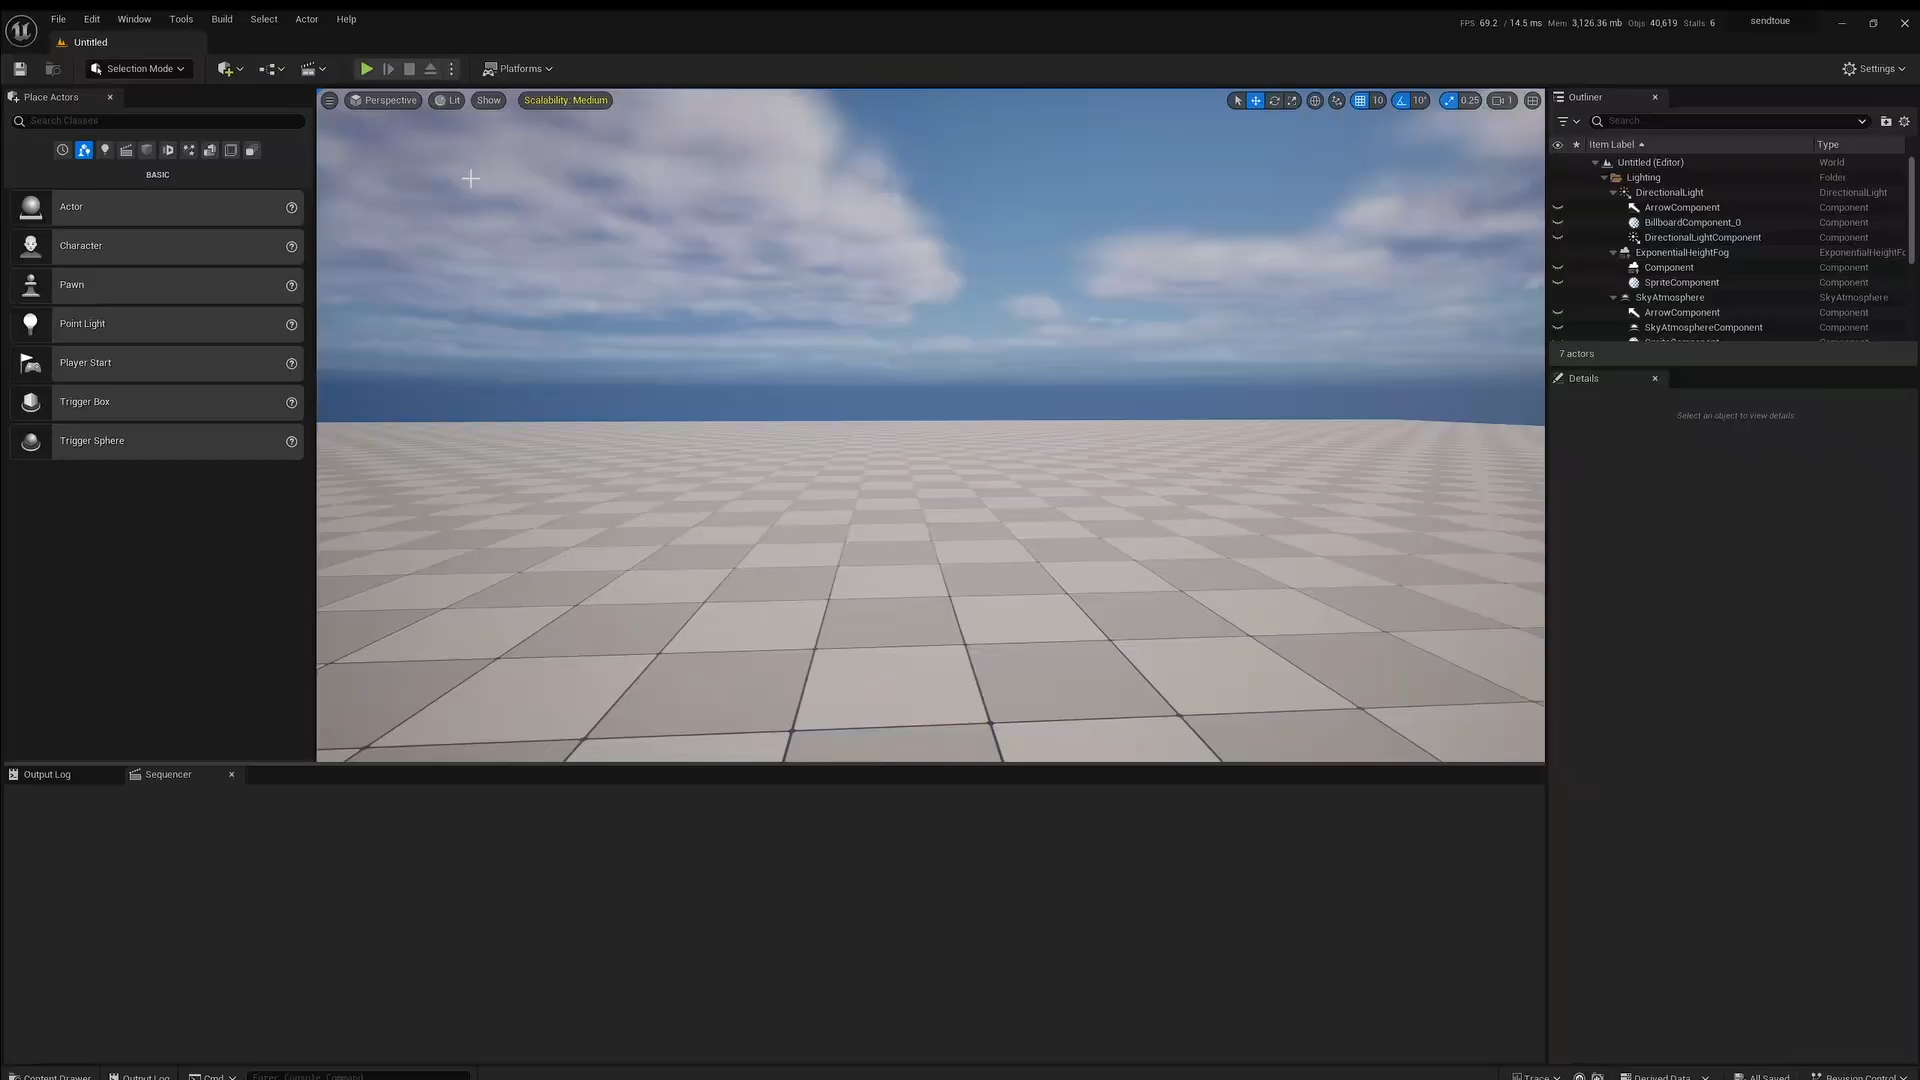 File Edit Window Tools Build Select Actor Help
FPS 69.2 / 14.5 ms Mem: 3,126.36 mb Objs: 40,619 Stalls: 6 sendtoue
Untitled
Selection Mode
Platforms
Settings
Place Actors
Search Classes
BASIC
Actor
Character
Pawn
Point Light
Player Start
Trigger Box
Trigger Sphere
Perspective Lit Show Scalability: Medium
10 10° 0.25 1
Outliner
Search...
Item Label Type
Untitled (Editor) World
Lighting Folder
DirectionalLight DirectionalLight
ArrowComponent Component
BillboardComponent_0 Component
DirectionalLightComponent Component
ExponentialHeightFog ExponentialHeightFo
Component Component
SpriteComponent Component
SkyAtmosphere SkyAtmosphere
ArrowComponent Component
SkyAtmosphereComponent Component
7 actors
Details
Select an object to view details.
Output Log Sequencer
Content Drawer Output Log Cmd Enter Console Command
Trace Derived Data All Saved Revision Control